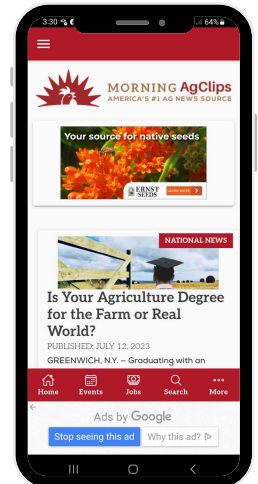 3:30
64%
MORNING AgClips
AMERICA'S #1 AG NEWS SOURCE
Your source for native seeds
ERNST
SEEDS
LEARN MORE
NATIONAL NEWS
Is Your Agriculture Degree
for the Farm or Real
World?
PUBLISHED: JULY 12, 2023
GREENWICH, N.Y. – Graduating with an
Home Events Jobs Search More
Ads by Google
Stop seeing this ad Why this ad?